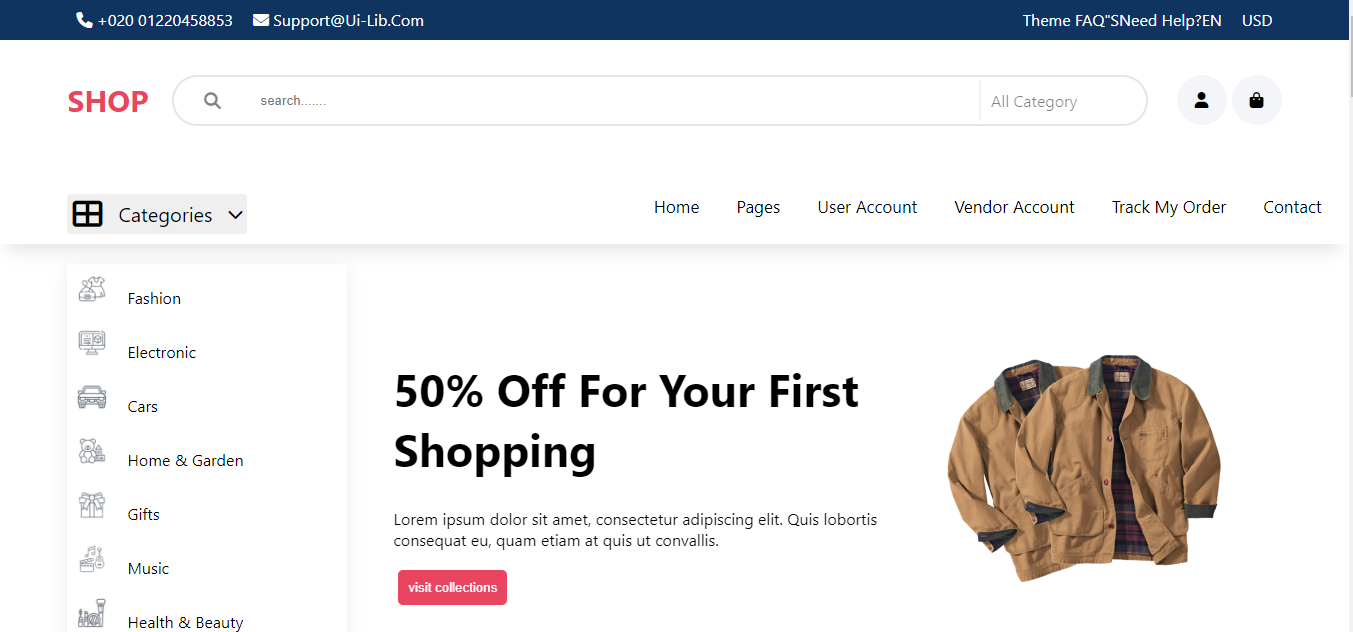 +020 01220458853 Support@Ui-Lib.Com Theme FAQ"SNeed Help?EN USD
SHOP search....... All Category
Categories Home Pages User Account Vendor Account Track My Order Contact
Fashion
Electronic
Cars
Home & Garden
Gifts
Music
Health & Beauty
50% Off For Your First
Shopping
Lorem ipsum dolor sit amet, consectetur adipiscing elit. Quis lobortis
consequat eu, quam etiam at quis ut convallis.
visit collections